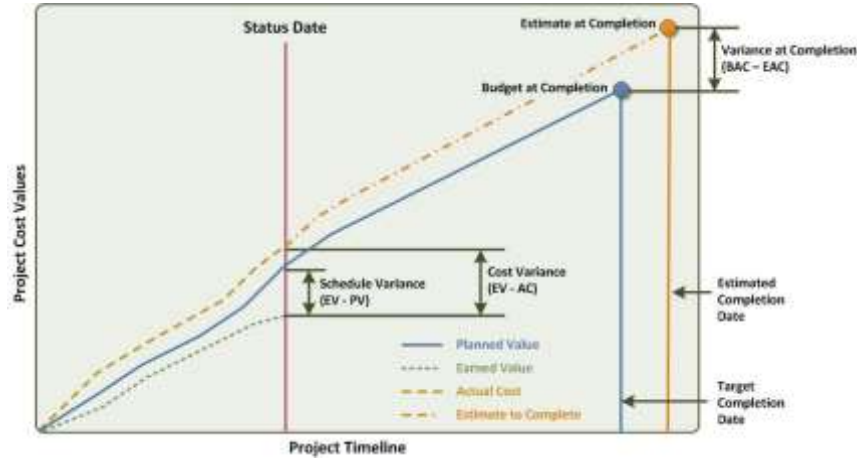 Status Date
Estimate at Completion
Variance at Completion
(BAC – EAC)
Budget at Completion
Project Cost Values
Schedule Variance
(EV - PV)
Cost Variance
(EV - AC)
Estimated
Completion
Date
Planned Value
Earned Value
Actual Cost
Estimate to Complete
Target
Completion
Date
Project Timeline